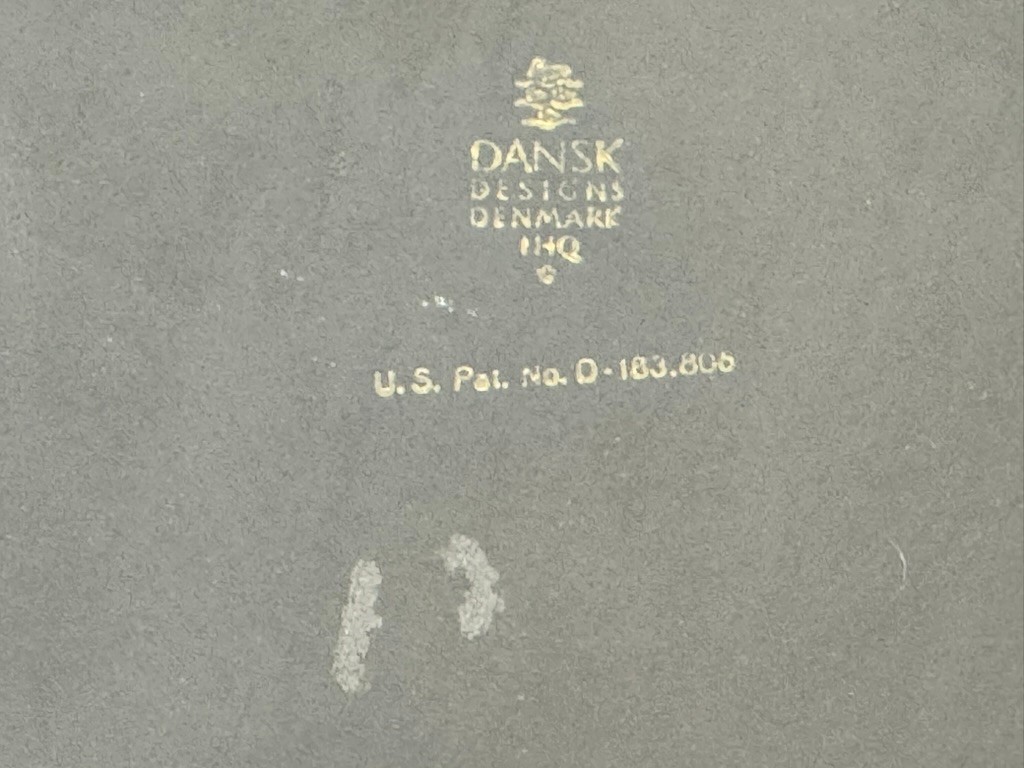 DANSK
DESIGNS
DENMARK
IHQ
©
U.S. Pat. No. D-183.806